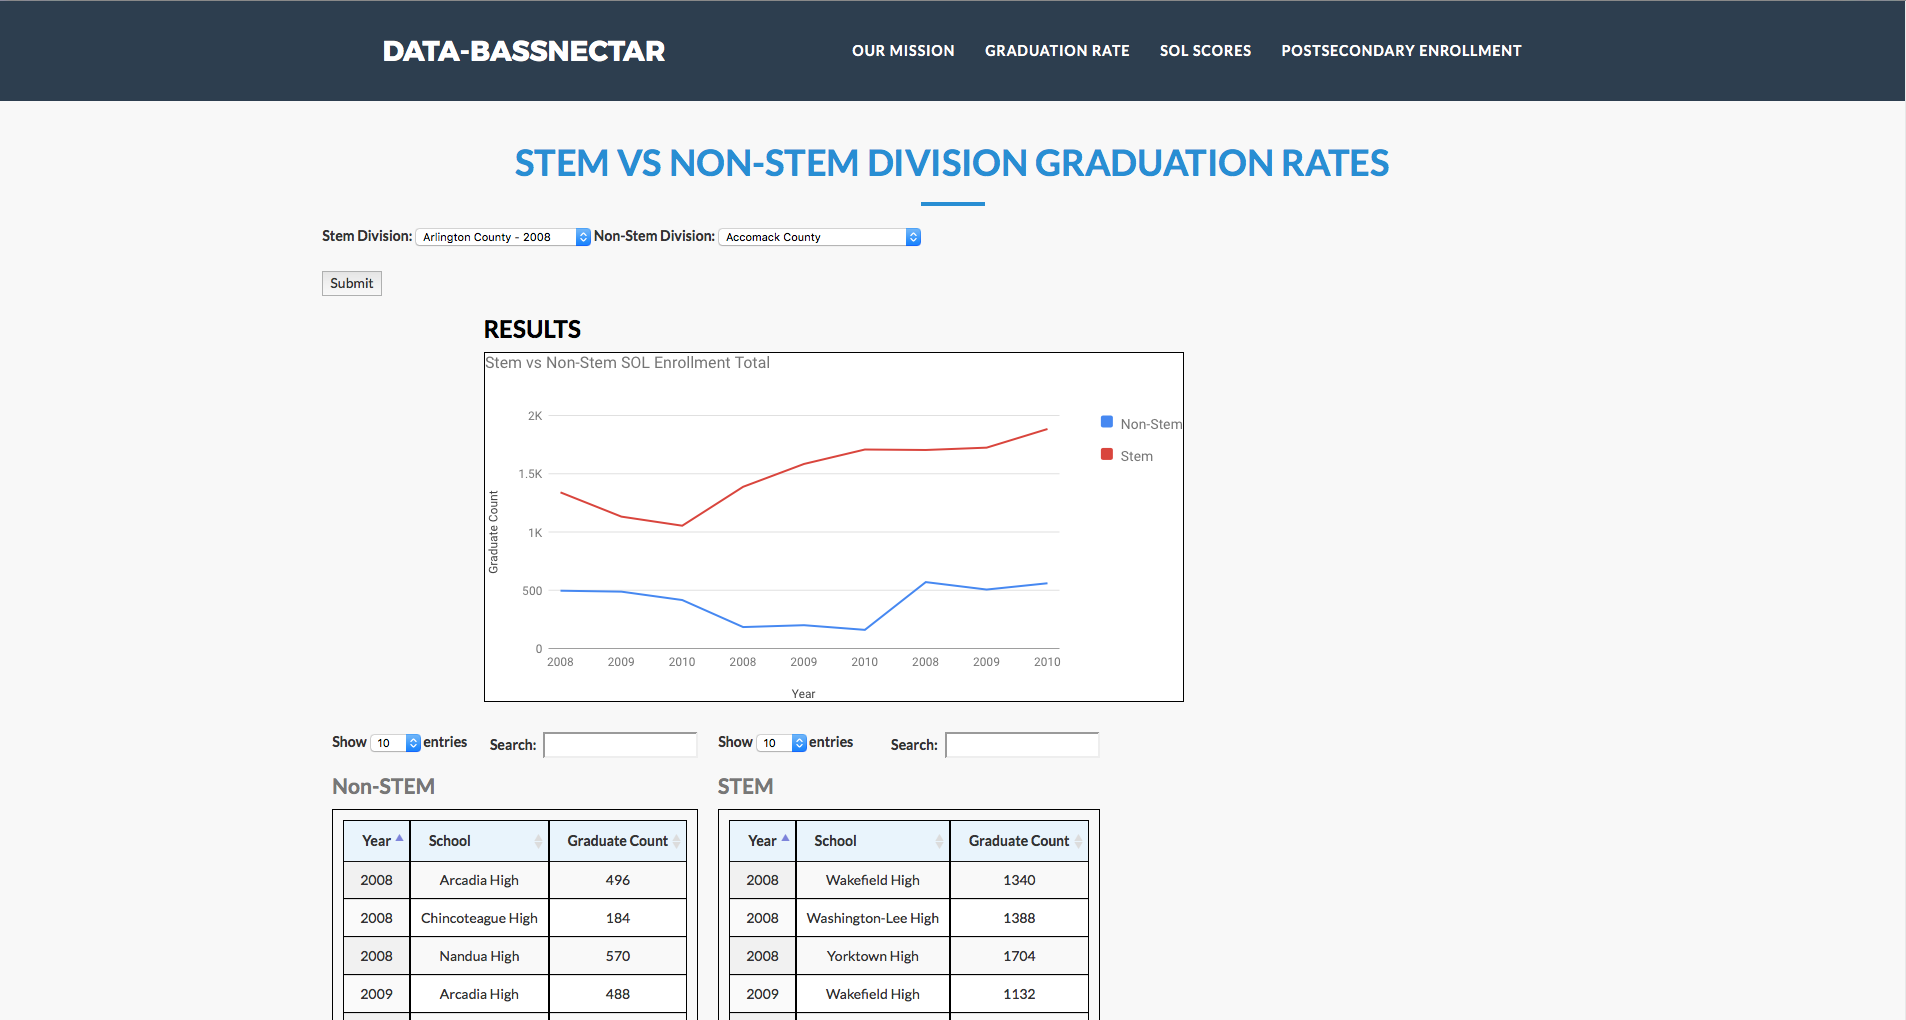 DATA-BASSNECTAR OUR MISSION GRADUATION RATE SOL SCORES POSTSECONDARY ENROLLMENT
STEM VS NON-STEM DIVISION GRADUATION RATES
Stem Division: Arlington County - 2008 Non-Stem Division: Accomack County
Submit
RESULTS
Stem vs Non-Stem SOL Enrollment Total
2K
1.5K
1K
500
0
Graduate Count
2008 2009 2010 2008 2009 2010 2008 2009 2010
Year
Non-Stem
Stem
Show 10 entries Search: Show 10 entries Search:
Non-STEM STEM
Year School Graduate Count Year School Graduate Count
2008 Arcadia High 496 2008 Wakefield High 1340
2008 Chincoteague High 184 2008 Washington-Lee High 1388
2008 Nandua High 570 2008 Yorktown High 1704
2009 Arcadia High 488 2009 Wakefield High 1132